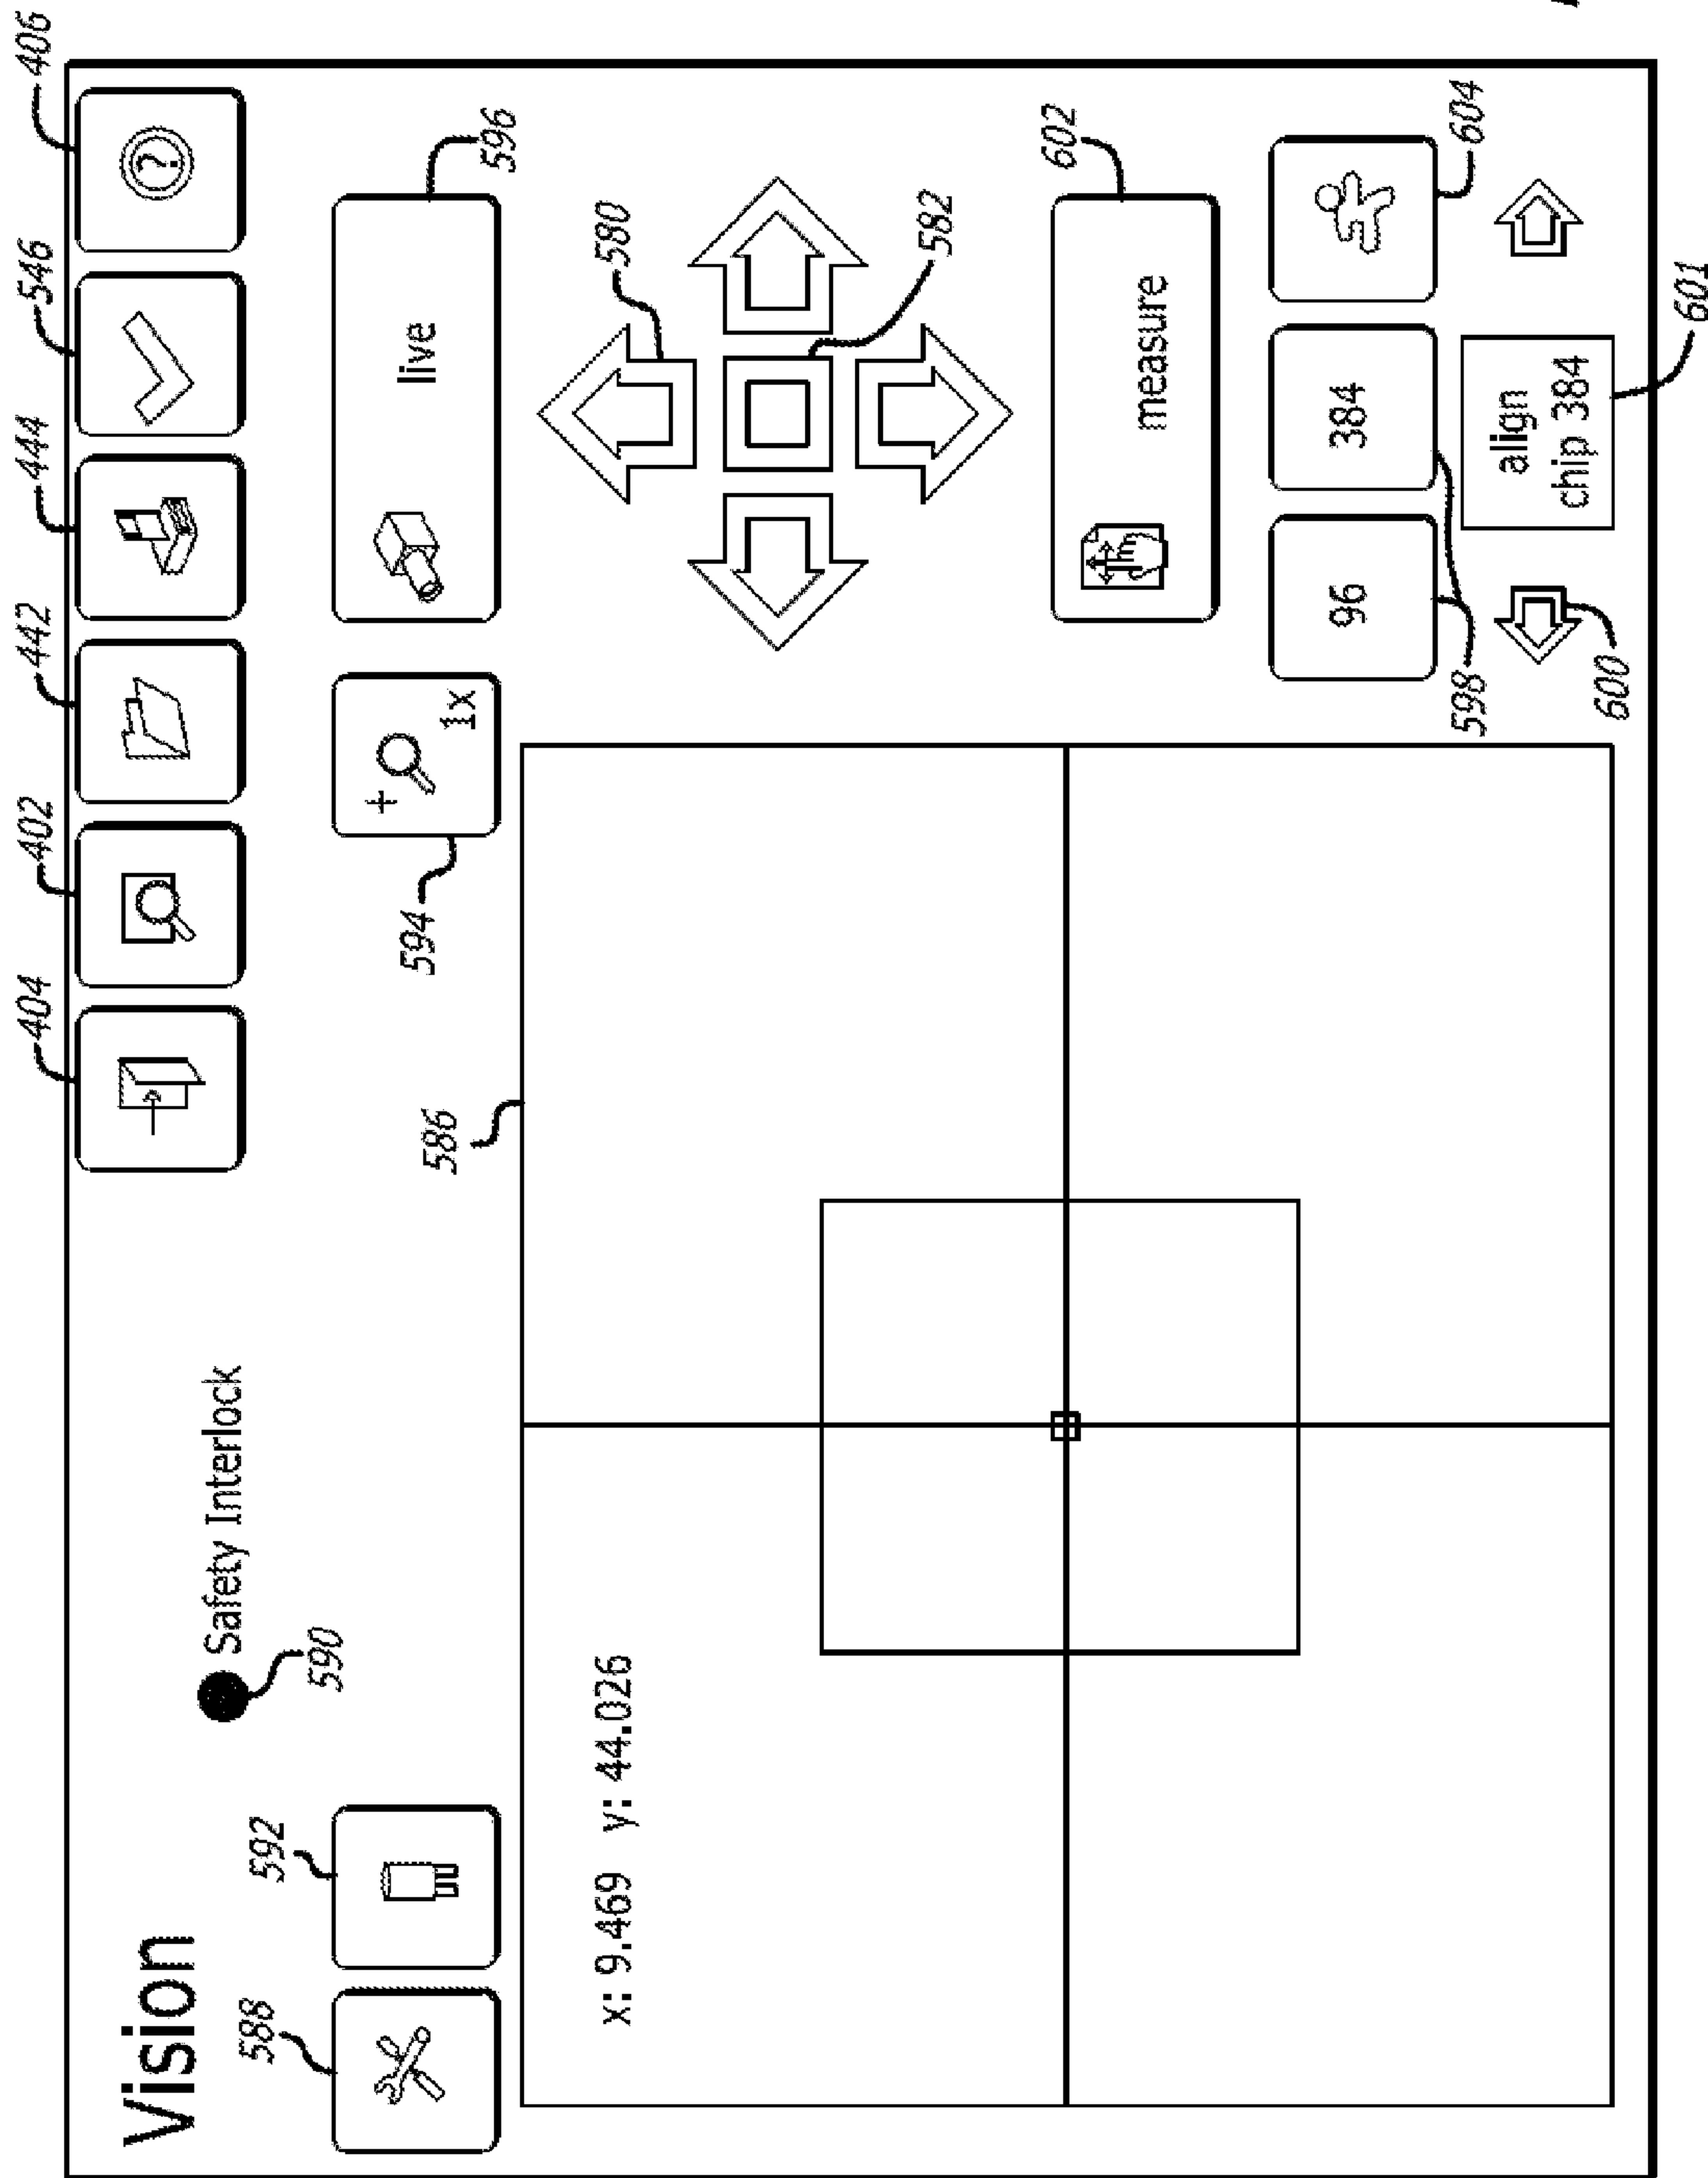 404 402 442 444 546 406
?
Vision
Safety Interlock
588 592 590
live
1x
586 594 596
x: 9.469 y: 44.026
580
582
602
measure
96 384
598 604
align
chip 384
600 601